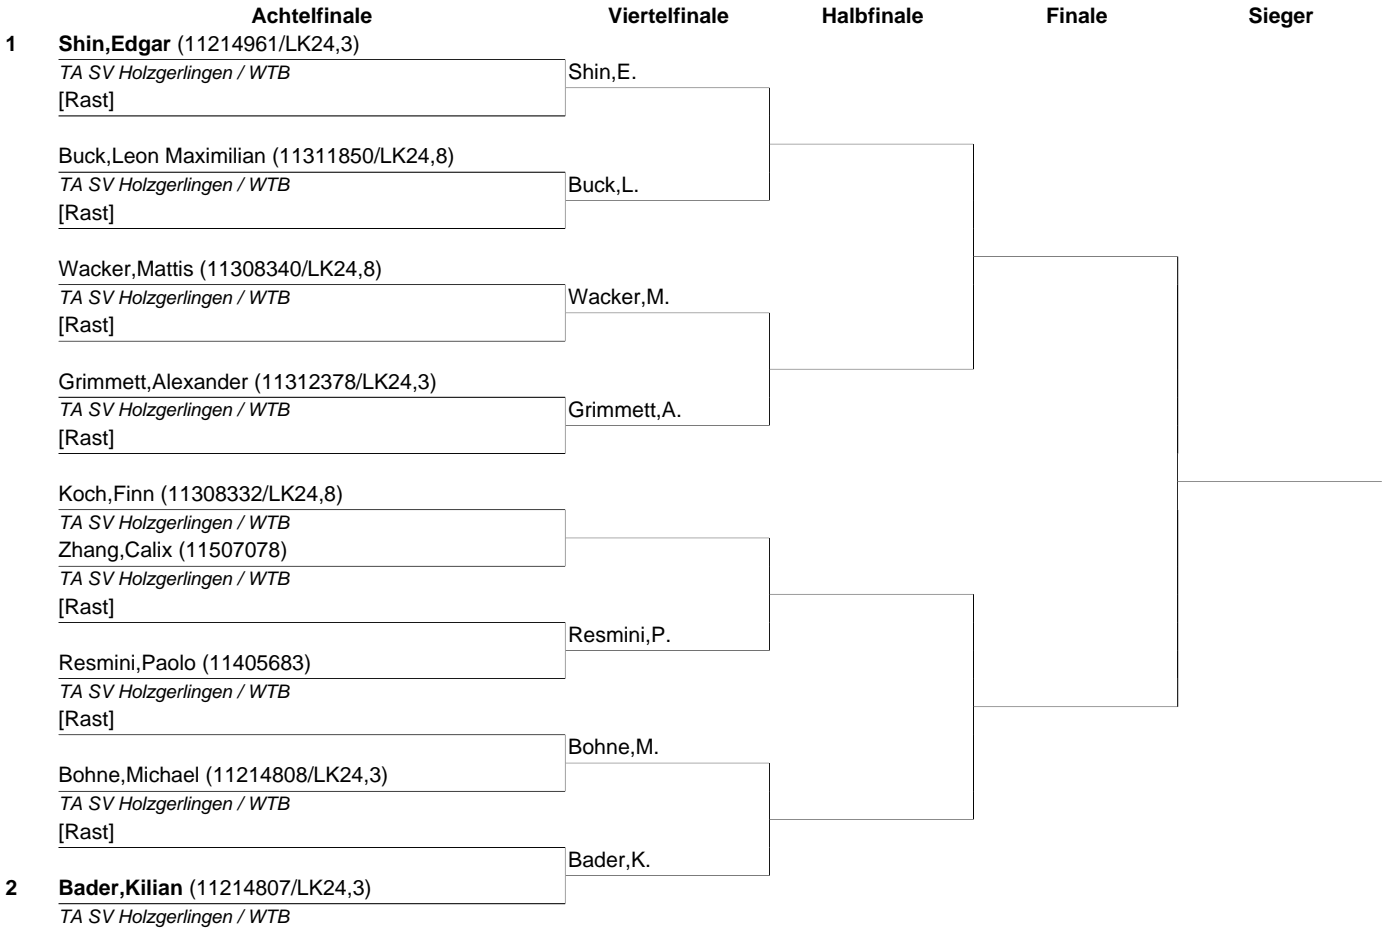 Achtelfinale Viertelfinale Halbfinale Finale Sieger
1 Shin,Edgar (11214961/LK24,3)
TA SV Holzgerlingen / WTB Shin,E.
[Rast]
Buck,Leon Maximilian (11311850/LK24,8)
TA SV Holzgerlingen / WTB Buck,L.
[Rast]
Wacker,Mattis (11308340/LK24,8)
TA SV Holzgerlingen / WTB Wacker,M.
[Rast]
Grimmett,Alexander (11312378/LK24,3)
TA SV Holzgerlingen / WTB Grimmett,A.
[Rast]
Koch,Finn (11308332/LK24,8)
TA SV Holzgerlingen / WTB
Zhang,Calix (11507078)
TA SV Holzgerlingen / WTB
[Rast]
Resmini,P.
Resmini,Paolo (11405683)
TA SV Holzgerlingen / WTB
[Rast]
Bohne,M.
Bohne,Michael (11214808/LK24,3)
TA SV Holzgerlingen / WTB
[Rast]
Bader,K.
2 Bader,Kilian (11214807/LK24,3)
TA SV Holzgerlingen / WTB